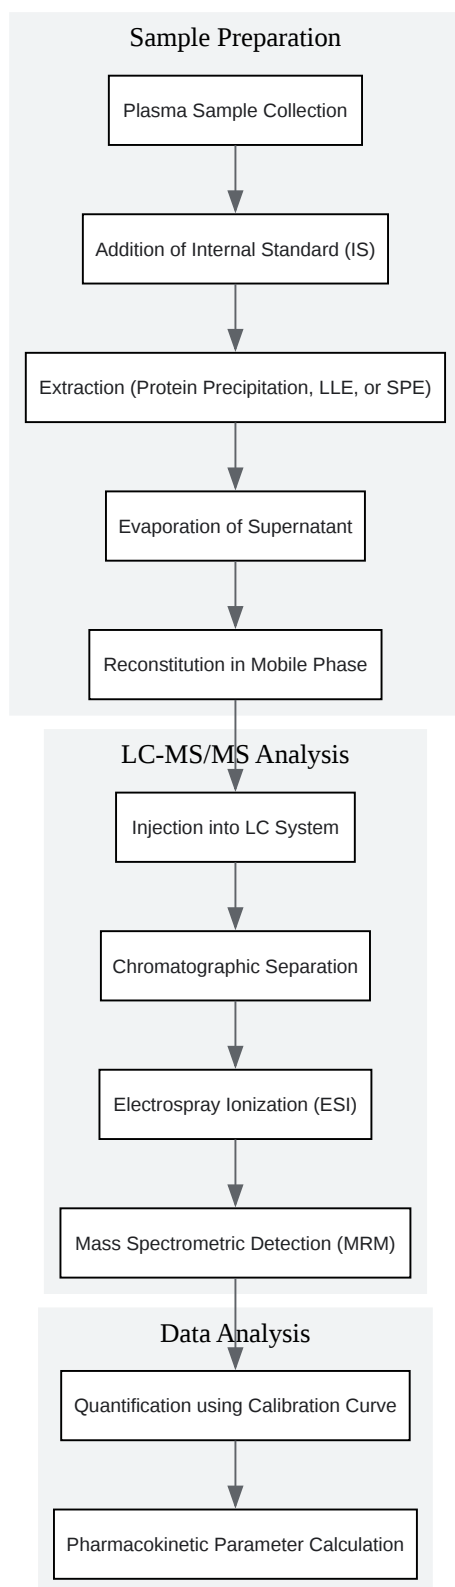 Sample Preparation
Plasma Sample Collection
Addition of Internal Standard (IS)
Extraction (Protein Precipitation, LLE, or SPE)
Evaporation of Supernatant
Reconstitution in Mobile Phase
LC-MS/MS Analysis
Injection into LC System
Chromatographic Separation
Electrospray Ionization (ESI)
Mass Spectrometric Detection (MRM)
Data Analysis
Quantification using Calibration Curve
Pharmacokinetic Parameter Calculation